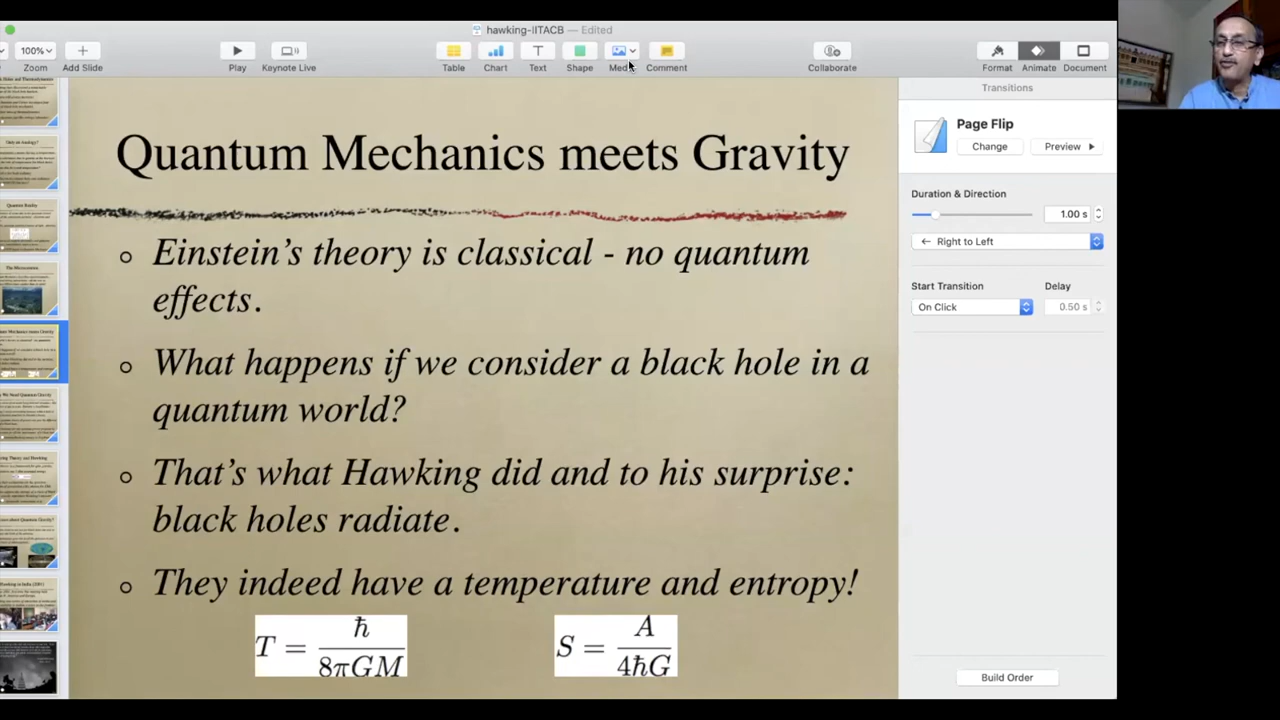 hawking-IITACB — Edited
100%
Zoom
Add Slide
Play
Keynote Live
Table
Chart
Text
Shape
Med
Comment
Collaborate
Format
Animate
Document
Quantum Mechanics meets Gravity
Einstein’s theory is classical - no quantum
effects.
What happens if we consider a black hole in a
quantum world?
That’s what Hawking did and to his surprise:
black holes radiate.
They indeed have a temperature and entropy!
T = ħ / 8πGM
S = A / 4ħG
Transitions
Page Flip
Change
Preview
Duration & Direction
1.00 s
← Right to Left
Start Transition
Delay
On Click
0.50 s
Build Order